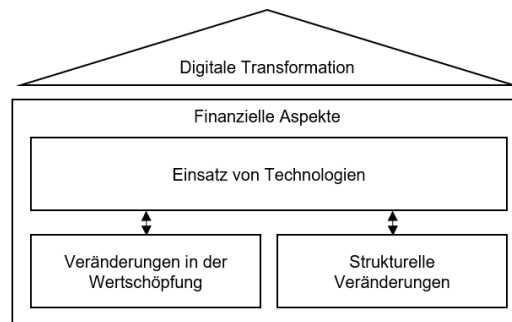 Digitale Transformation
Finanzielle Aspekte
Einsatz von Technologien
Veränderungen in der
Wertschöpfung
Strukturelle
Veränderungen